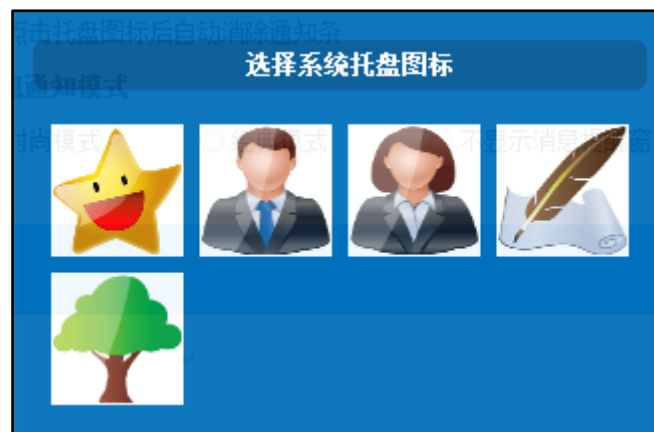 点击托盘图标后自动消除通知条
选择系统托盘图标
息通知模式
时尚模式 经典模式 不显示消息提醒窗